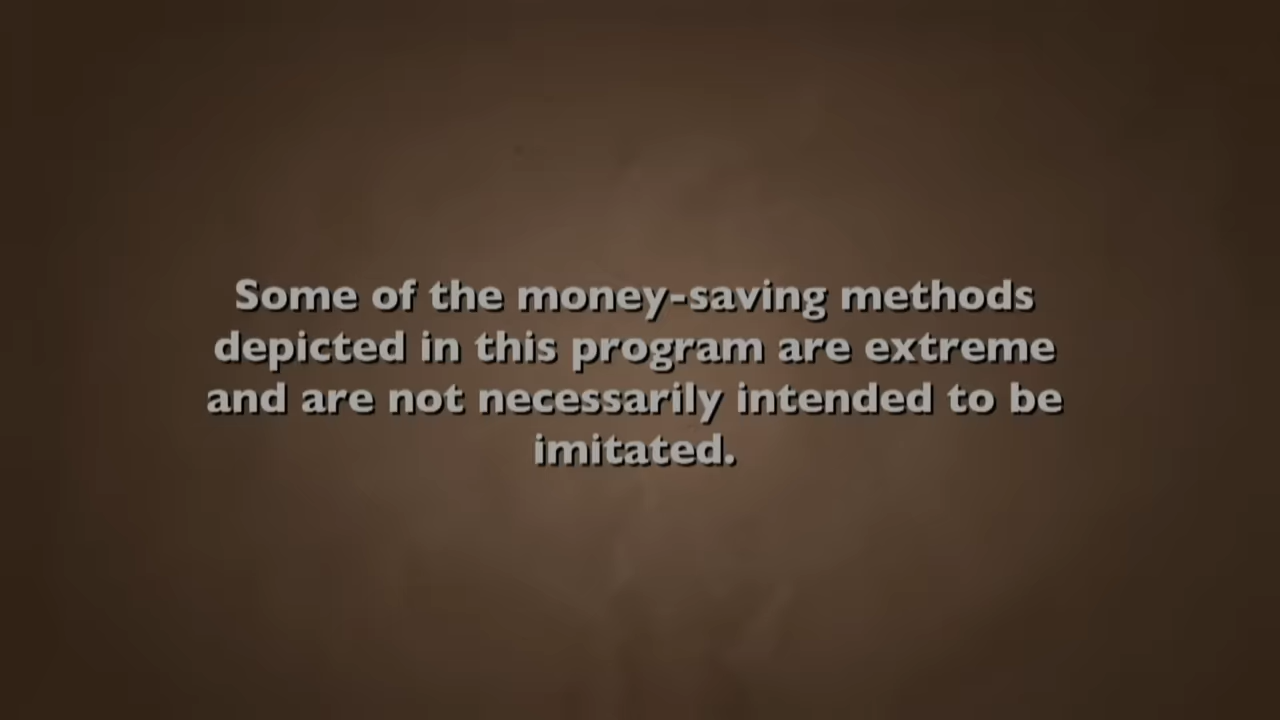 Some of the money-saving methods
depicted in this program are extreme
and are not necessarily intended to be
imitated.